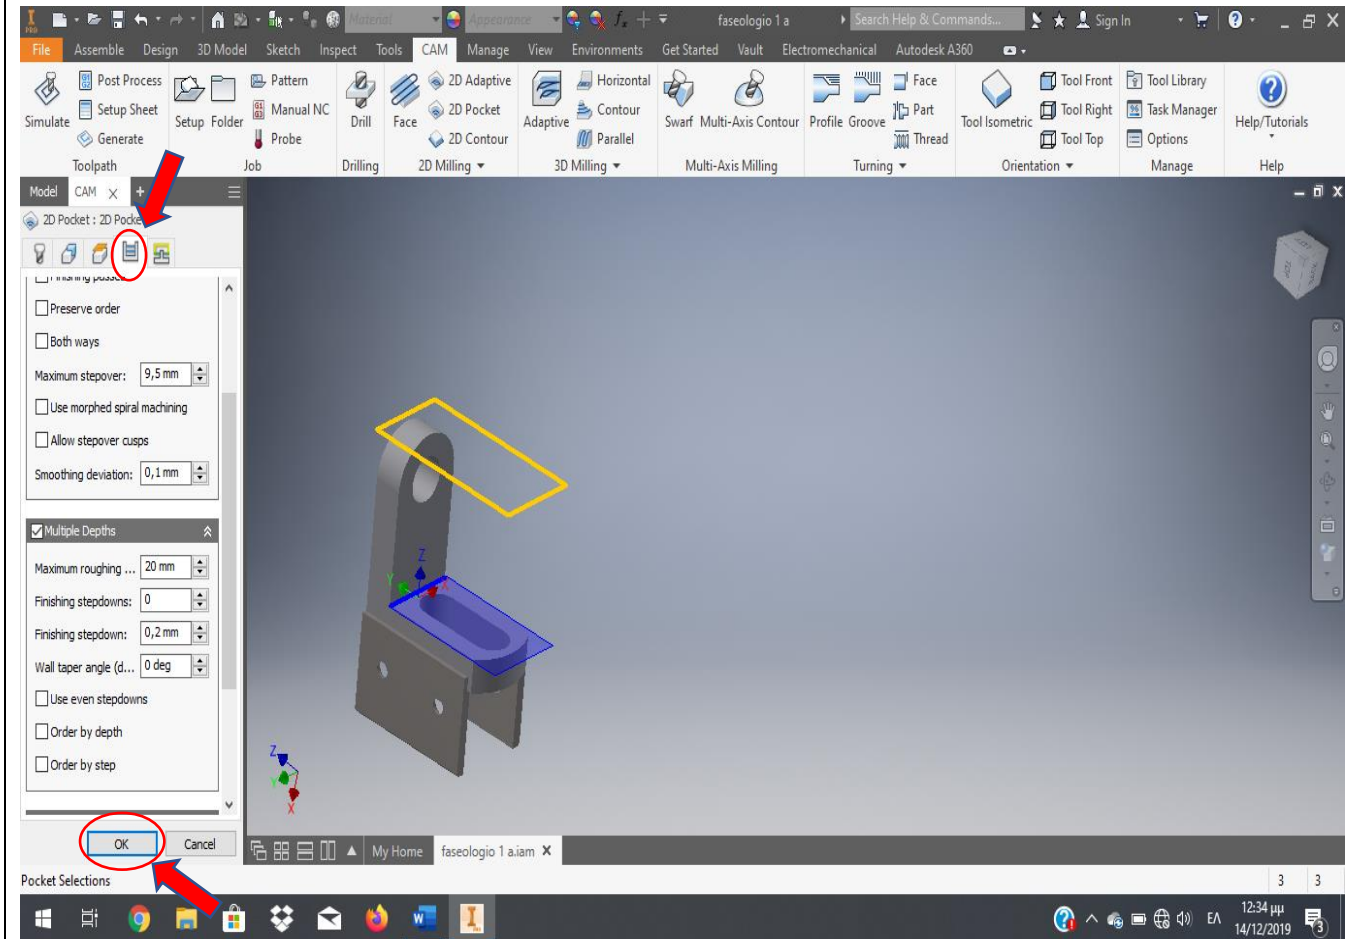 PRO Material Appearance faseologio 1 a Search Help & Commands... Sign In
File Assemble Design 3D Model Sketch Inspect Tools CAM Manage View Environments Get Started Vault Electromechanical Autodesk A360
Post Process Pattern 2D Adaptive Horizontal Face Tool Front Tool Library
Setup Sheet Manual NC 2D Pocket Contour Part Tool Right Task Manager
Simulate Setup Folder Drill Face Adaptive Swarf Multi-Axis Contour Profile Groove Tool Isometric Help/Tutorials
Generate Probe 2D Contour Parallel Thread Tool Top Options
Toolpath Job Drilling 2D Milling 3D Milling Multi-Axis Milling Turning Orientation Manage Help
Model CAM x +
2D Pocket : 2D Pocke
Preserve order
Both ways
Maximum stepover: 9,5 mm
Use morphed spiral machining
Allow stepover cusps
Smoothing deviation: 0,1 mm
Multiple Depths
Maximum roughing ... 20 mm
Finishing stepdowns: 0
Finishing stepdown: 0,2 mm
Wall taper angle (d... 0 deg
Use even stepdowns
Order by depth
Order by step
Z
Y X
Z
Y
X
OK Cancel
My Home faseologio 1 a.iam X
Pocket Selections 3 3
ΕΛ 12:34 μμ
14/12/2019